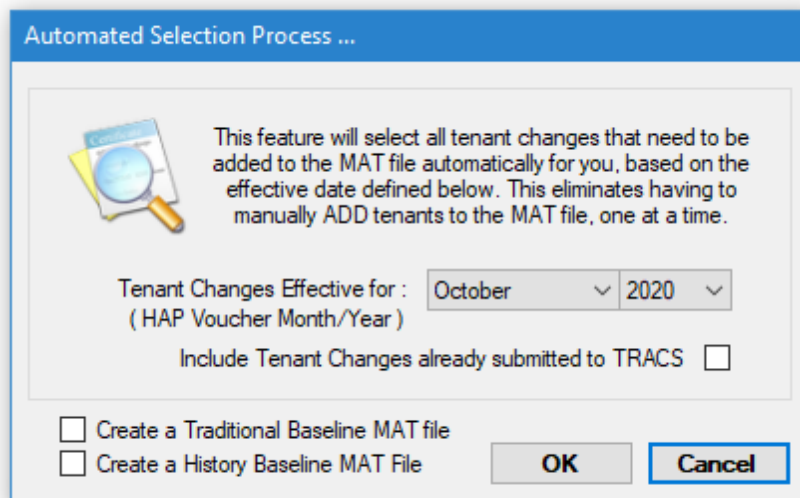 Automated Selection Process ...
Certificate
This feature will select all tenant changes that need to be
added to the MAT file automatically for you, based on the
effective date defined below. This eliminates having to
manually ADD tenants to the MAT file, one at a time.
Tenant Changes Effective for : October 2020
( HAP Voucher Month/Year )
Include Tenant Changes already submitted to TRACS
Create a Traditional Baseline MAT file
Create a History Baseline MAT File
OK Cancel